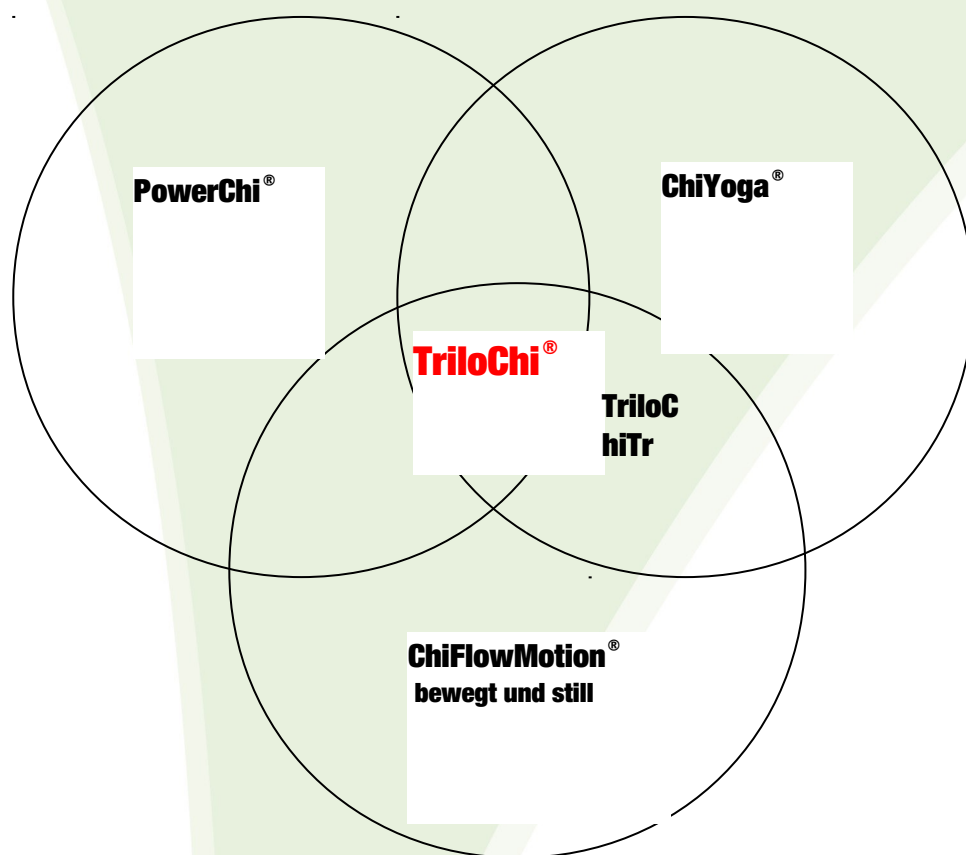 PowerChi®
ChiYoga®
TriloChi®
TriloC
hiTr
ChiFlowMotion®
bewegt und still